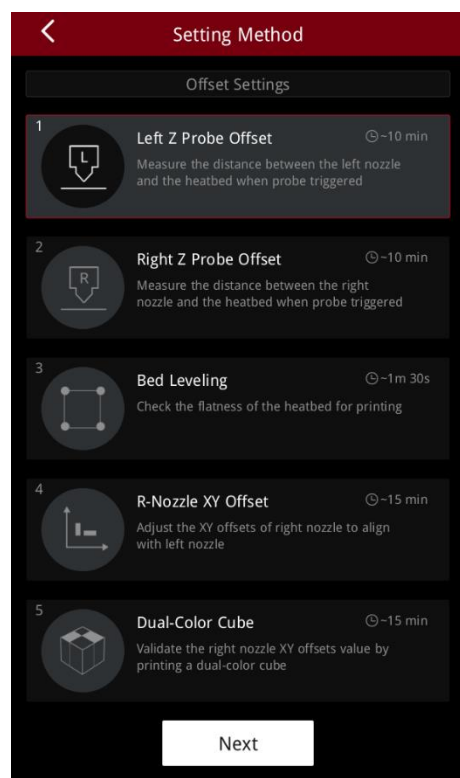 Setting Method
Offset Settings
1
L
Left Z Probe Offset
~10 min
Measure the distance between the left nozzle
and the heatbed when probe triggered
2
R
Right Z Probe Offset
~10 min
Measure the distance between the right
nozzle and the heatbed when probe triggered
3
Bed Leveling
~1m 30s
Check the flatness of the heatbed for printing
4
R-Nozzle XY Offset
~15 min
Adjust the XY offsets of right nozzle to align
with left nozzle
5
Dual-Color Cube
~15 min
Validate the right nozzle XY offsets value by
printing a dual-color cube
Next